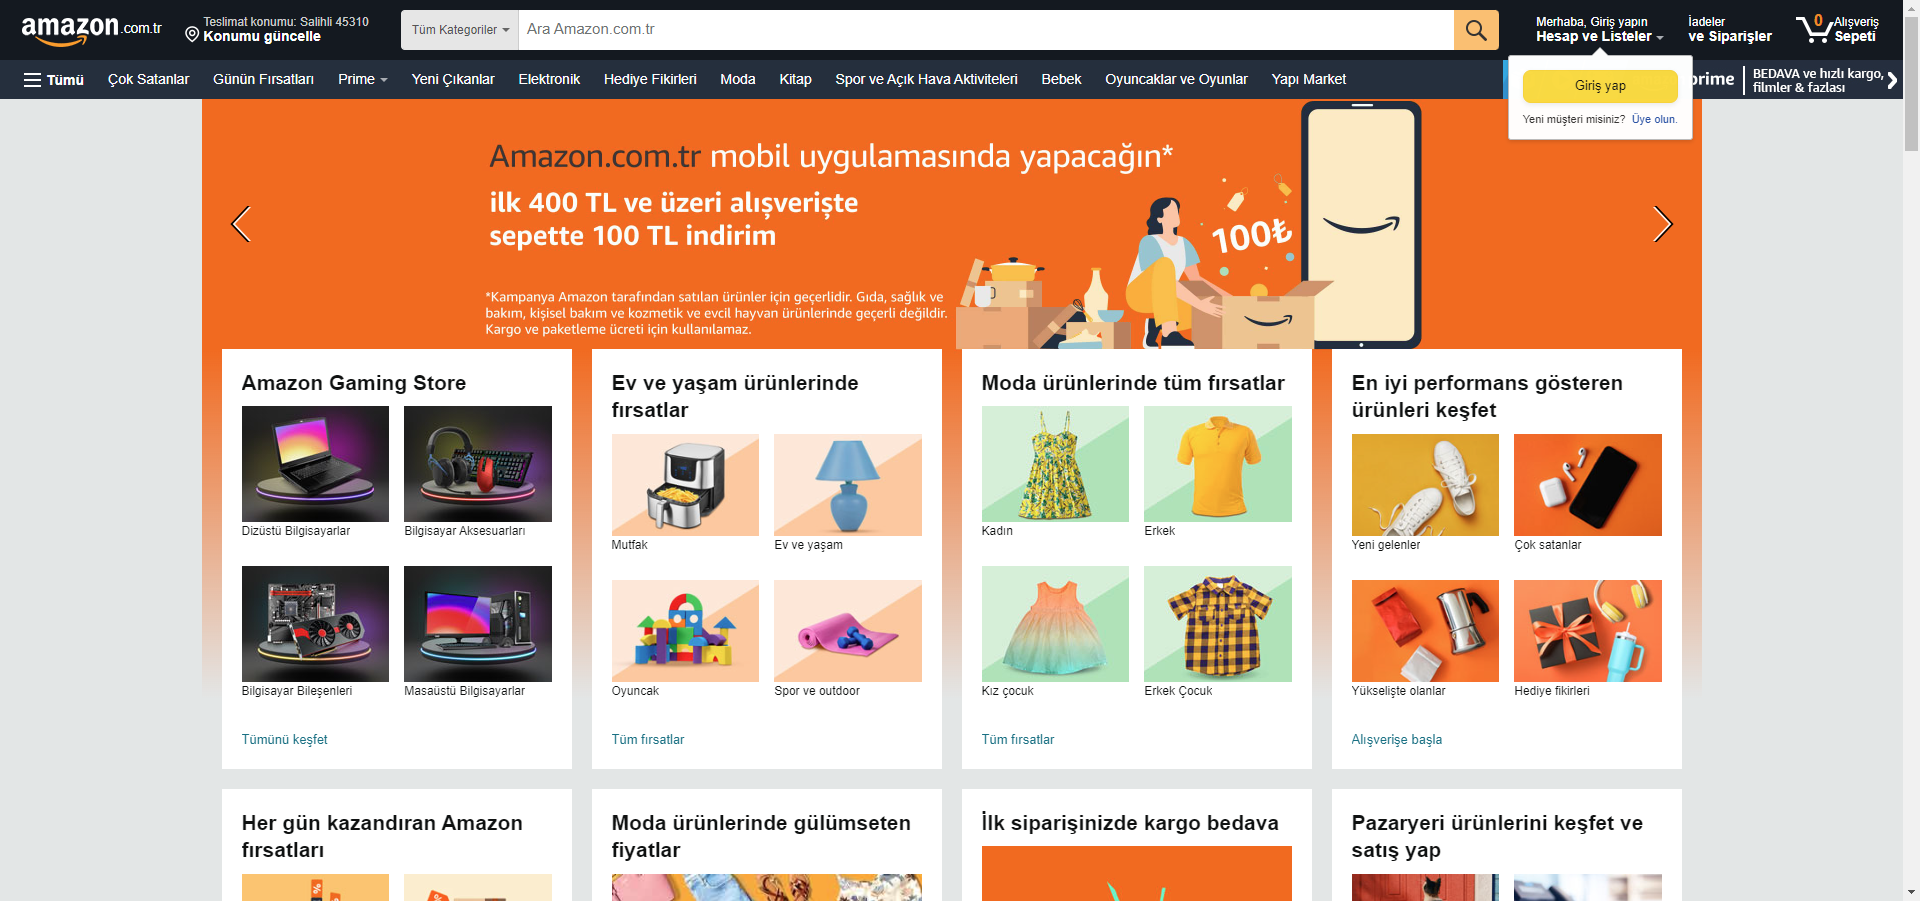 amazon.com.tr
Teslimat konumu: Salihli 45310
Konumu güncelle
Tüm Kategoriler
Ara Amazon.com.tr
Merhaba, Giriş yapın
Hesap ve Listeler
İadeler
ve Siparişler
0
Alışveriş
Sepeti
Tümü
Çok Satanlar
Günün Fırsatları
Prime
Yeni Çıkanlar
Elektronik
Hediye Fikirleri
Moda
Kitap
Spor ve Açık Hava Aktiviteleri
Bebek
Oyuncaklar ve Oyunlar
Yapı Market
prime
BEDAVA ve hızlı kargo,
filmler & fazlası
Giriş yap
Yeni müşteri misiniz? Üye olun.
Amazon.com.tr mobil uygulamasında yapacağın*
ilk 400 TL ve üzeri alışverişte
sepette 100 TL indirim
100₺
*Kampanya Amazon tarafından satılan ürünler için geçerlidir. Gıda, sağlık ve
bakım, kişisel bakım ve kozmetik ve evcil hayvan ürünlerinde geçerli değildir.
Kargo ve paketleme ücreti için kullanılamaz.
Amazon Gaming Store
Dizüstü Bilgisayarlar
Bilgisayar Aksesuarları
Bilgisayar Bileşenleri
Masaüstü Bilgisayarlar
Tümünü keşfet
Ev ve yaşam ürünlerinde
fırsatlar
Mutfak
Ev ve yaşam
Oyuncak
Spor ve outdoor
Tüm fırsatlar
Moda ürünlerinde tüm fırsatlar
Kadın
Erkek
Kız çocuk
Erkek Çocuk
Tüm fırsatlar
En iyi performans gösteren
ürünleri keşfet
Yeni gelenler
Çok satanlar
Yükselişte olanlar
Hediye fikirleri
Alışverişe başla
Her gün kazandıran Amazon
fırsatları
Moda ürünlerinde gülümseten
fiyatlar
İlk siparişinizde kargo bedava
Pazaryeri ürünlerini keşfet ve
satış yap